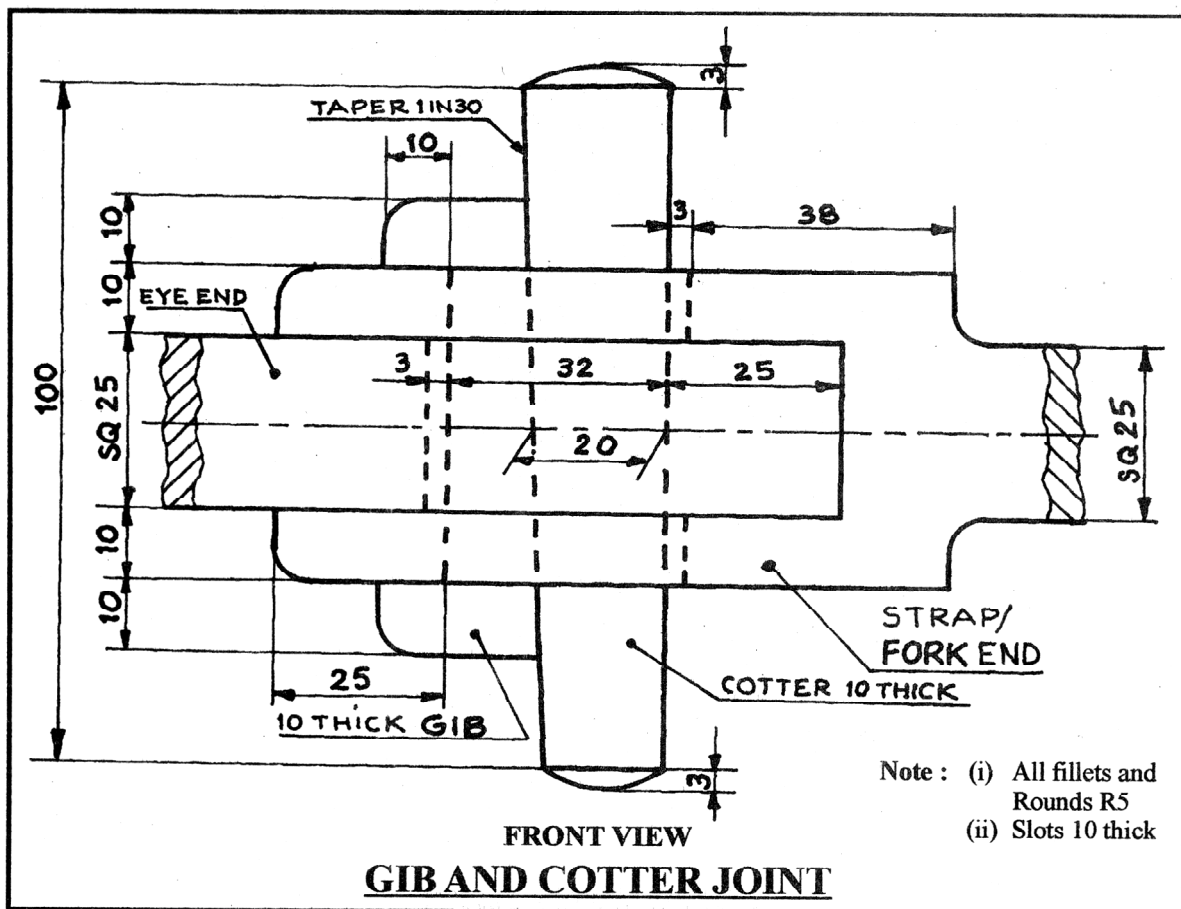 3
TAPER 1 IN 30
10
10
3
38
10
EYE END
3
32
25
100
SQ 25
20
SQ 25
10
10
STRAP/
FORK END
25
COTTER 10 THICK
10 THICK GIB
3
Note : (i) All fillets and
Rounds R5
(ii) Slots 10 thick
FRONT VIEW
GIB AND COTTER JOINT